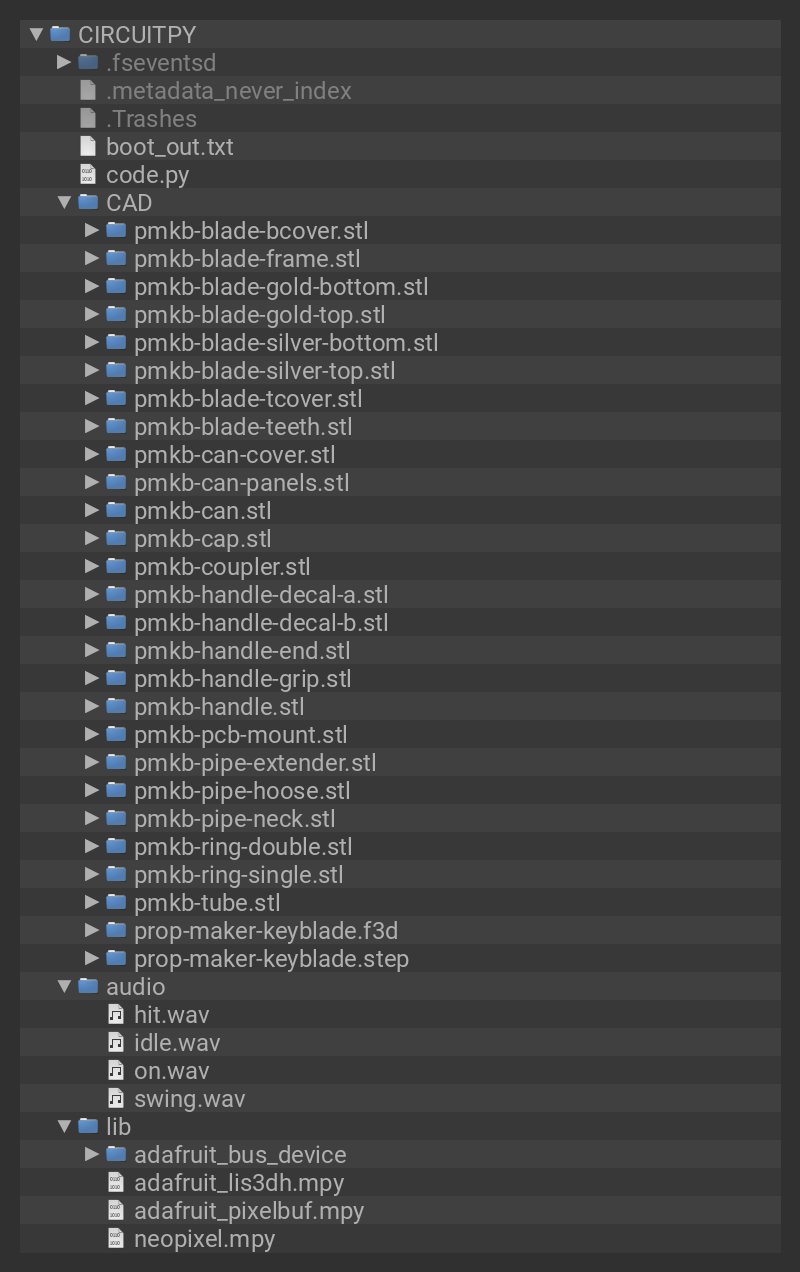 CIRCUITPY
.fseventsd
.metadata_never_index
.Trashes
boot_out.txt
code.py
CAD
pmkb-blade-bcover.stl
pmkb-blade-frame.stl
pmkb-blade-gold-bottom.stl
pmkb-blade-gold-top.stl
pmkb-blade-silver-bottom.stl
pmkb-blade-silver-top.stl
pmkb-blade-tcover.stl
pmkb-blade-teeth.stl
pmkb-can-cover.stl
pmkb-can-panels.stl
pmkb-can.stl
pmkb-cap.stl
pmkb-coupler.stl
pmkb-handle-decal-a.stl
pmkb-handle-decal-b.stl
pmkb-handle-end.stl
pmkb-handle-grip.stl
pmkb-handle.stl
pmkb-pcb-mount.stl
pmkb-pipe-extender.stl
pmkb-pipe-hoose.stl
pmkb-pipe-neck.stl
pmkb-ring-double.stl
pmkb-ring-single.stl
pmkb-tube.stl
prop-maker-keyblade.f3d
prop-maker-keyblade.step
audio
hit.wav
idle.wav
on.wav
swing.wav
lib
adafruit_bus_device
adafruit_lis3dh.mpy
adafruit_pixelbuf.mpy
neopixel.mpy